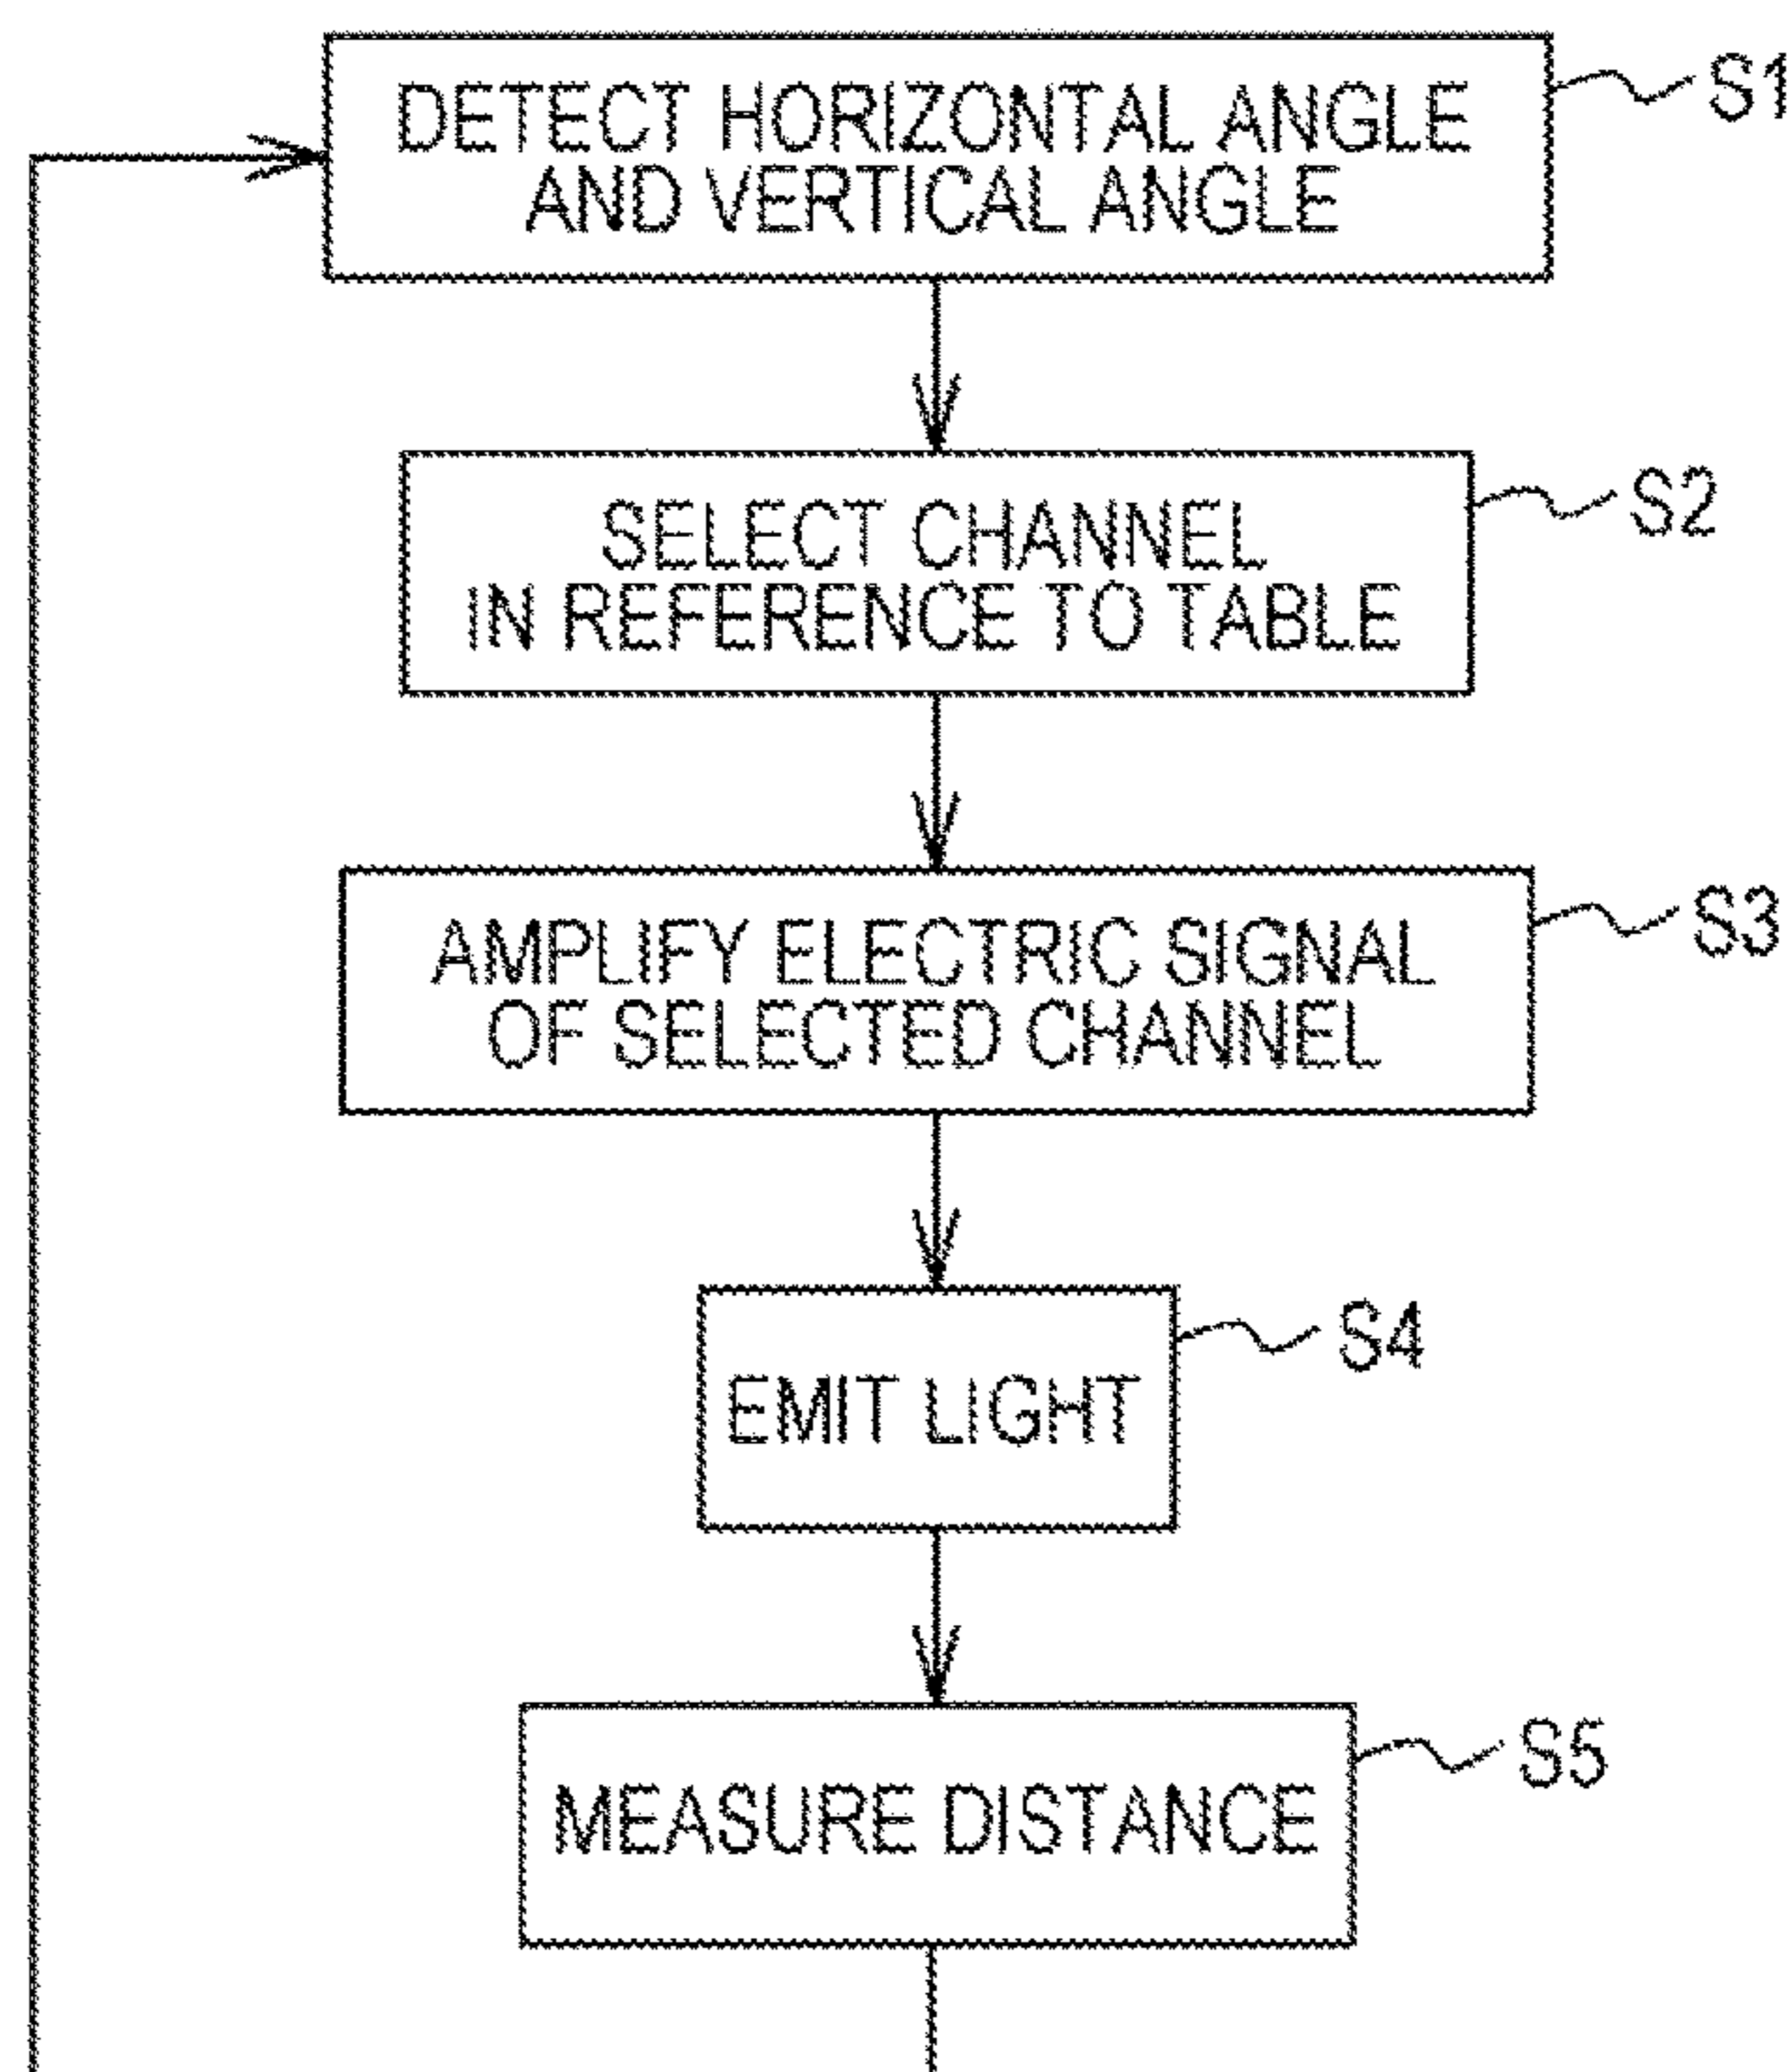 DETECT HORIZONTAL ANGLE
AND VERTICAL ANGLE
S1
SELECT CHANNEL
IN REFERENCE TO TABLE
S2
AMPLIFY ELECTRIC SIGNAL
OF SELECTED CHANNEL
S3
EMIT LIGHT
S4
MEASURE DISTANCE
S5